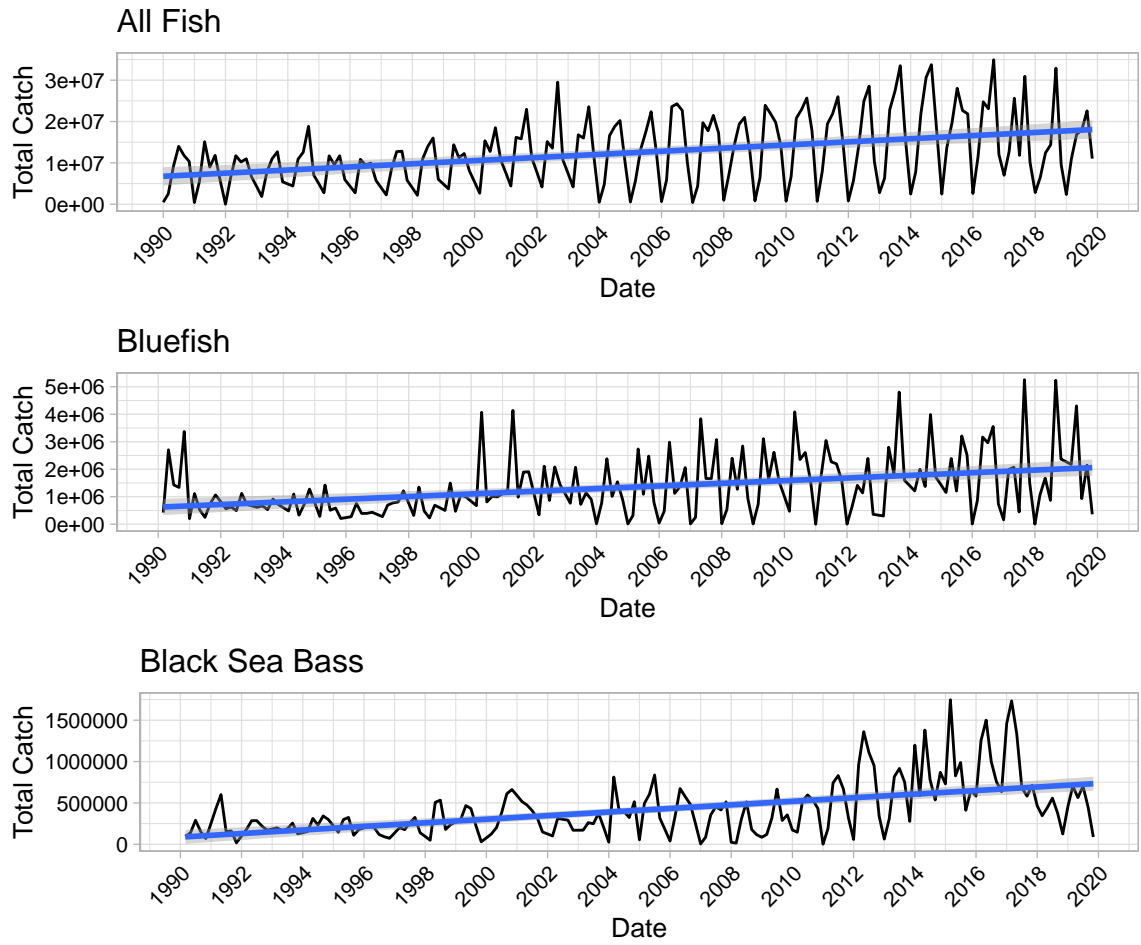 All Fish
Total Catch
3e+07
2e+07
1e+07
0e+00
1990 1992 1994 1996 1998 2000 2002 2004 2006 2008 2010 2012 2014 2016 2018 2020
Date
Bluefish
Total Catch
5e+06
4e+06
3e+06
2e+06
1e+06
0e+00
1990 1992 1994 1996 1998 2000 2002 2004 2006 2008 2010 2012 2014 2016 2018 2020
Date
Black Sea Bass
Total Catch
1500000
1000000
500000
0
1990 1992 1994 1996 1998 2000 2002 2004 2006 2008 2010 2012 2014 2016 2018 2020
Date